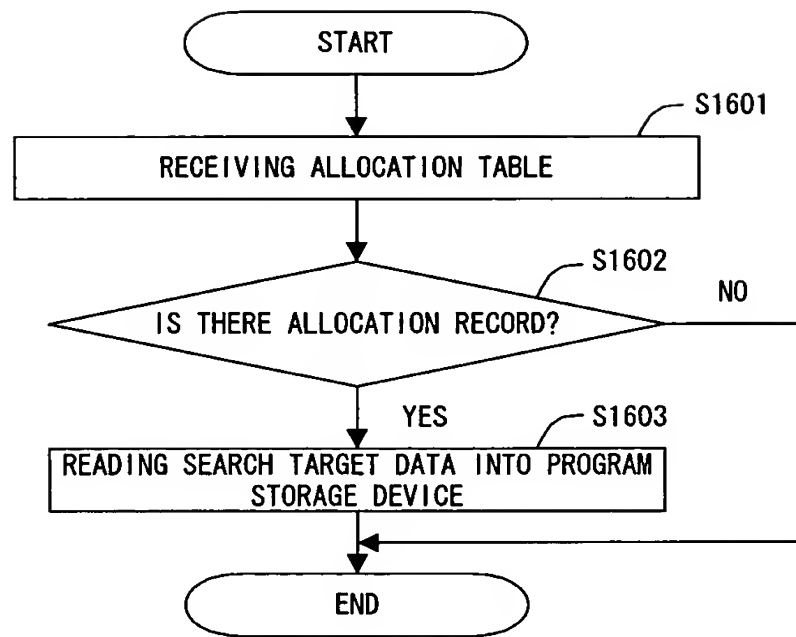 START
S1601
RECEIVING ALLOCATION TABLE
S1602
NO
IS THERE ALLOCATION RECORD?
YES
S1603
READING SEARCH TARGET DATA INTO PROGRAM
STORAGE DEVICE
END